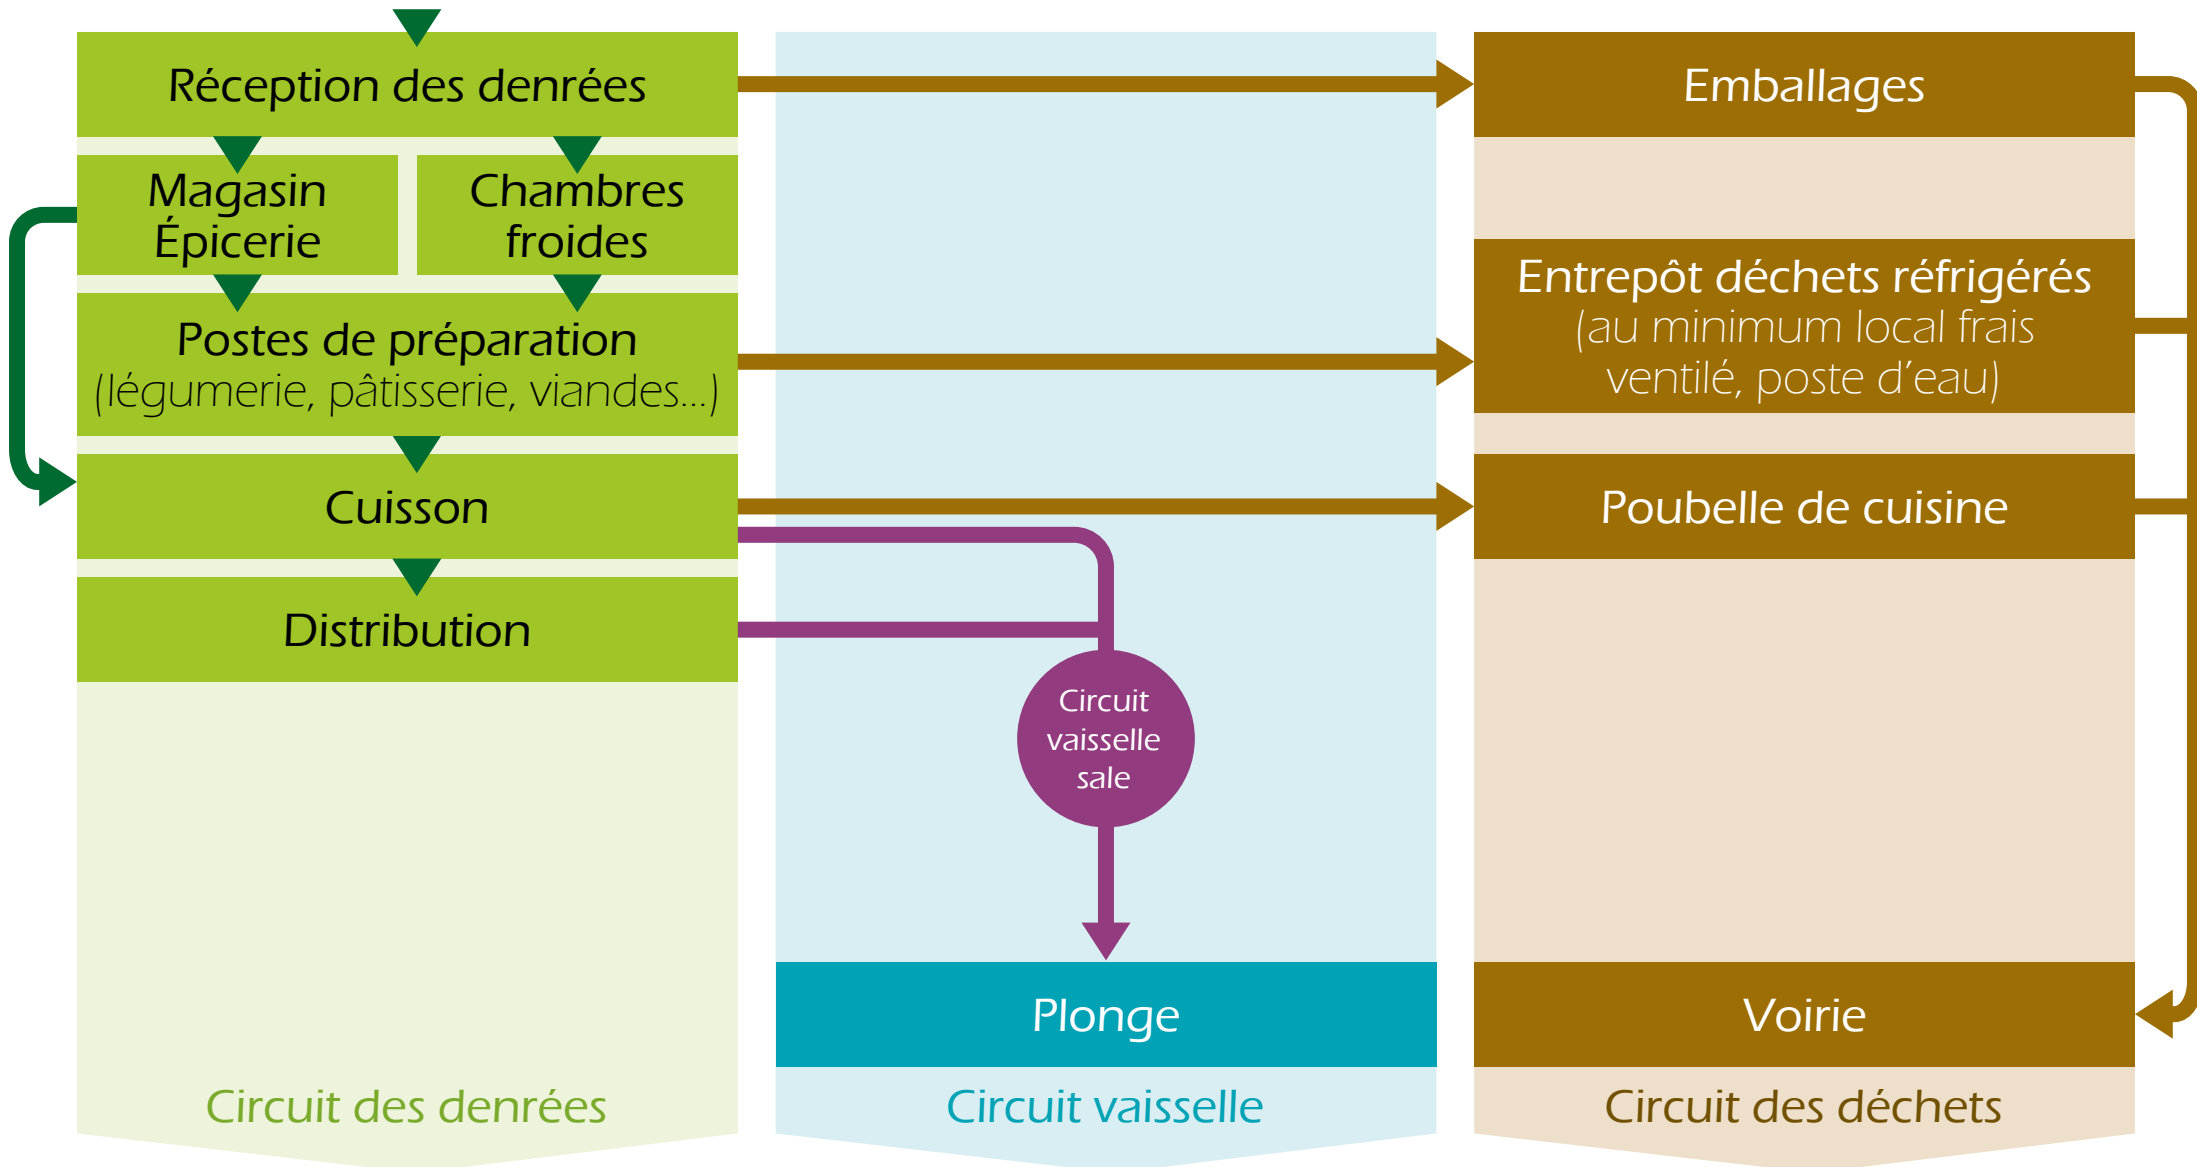 Réception des denrées
Emballages
Magasin
Épicerie
Chambres
froides
Entrepôt déchets réfrigérés
(au minimum local frais
ventilé, poste d’eau)
Postes de préparation
(légumerie, pâtisserie, viandes...)
Cuisson
Poubelle de cuisine
Distribution
Circuit
vaisselle
sale
Plonge
Voirie
Circuit des denrées
Circuit vaisselle
Circuit des déchets